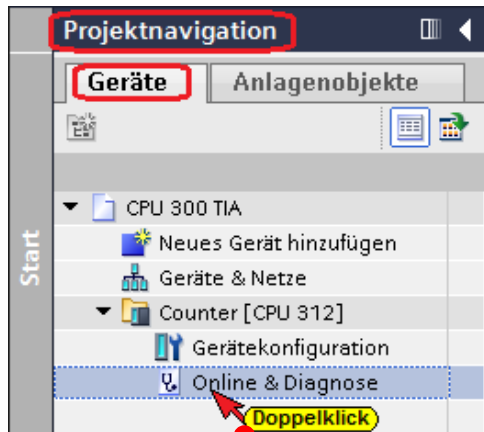 Projektnavigation
Geräte
Anlagenobjekte
Start
CPU 300 TIA
Neues Gerät hinzufügen
Geräte & Netze
Counter [CPU 312]
Gerätekonfiguration
Online & Diagnose
Doppelklick